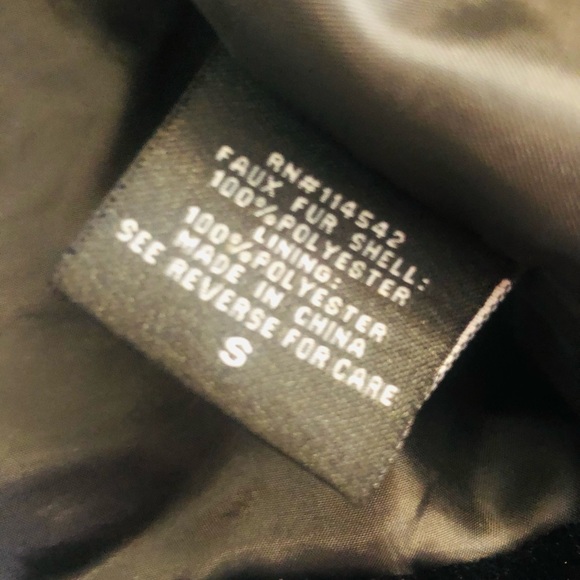 RN#114542
FAUX FUR SHELL:
100%POLYESTER
LINING:
100%POLYESTER
MADE IN CHINA
SEE REVERSE FOR CARE
S